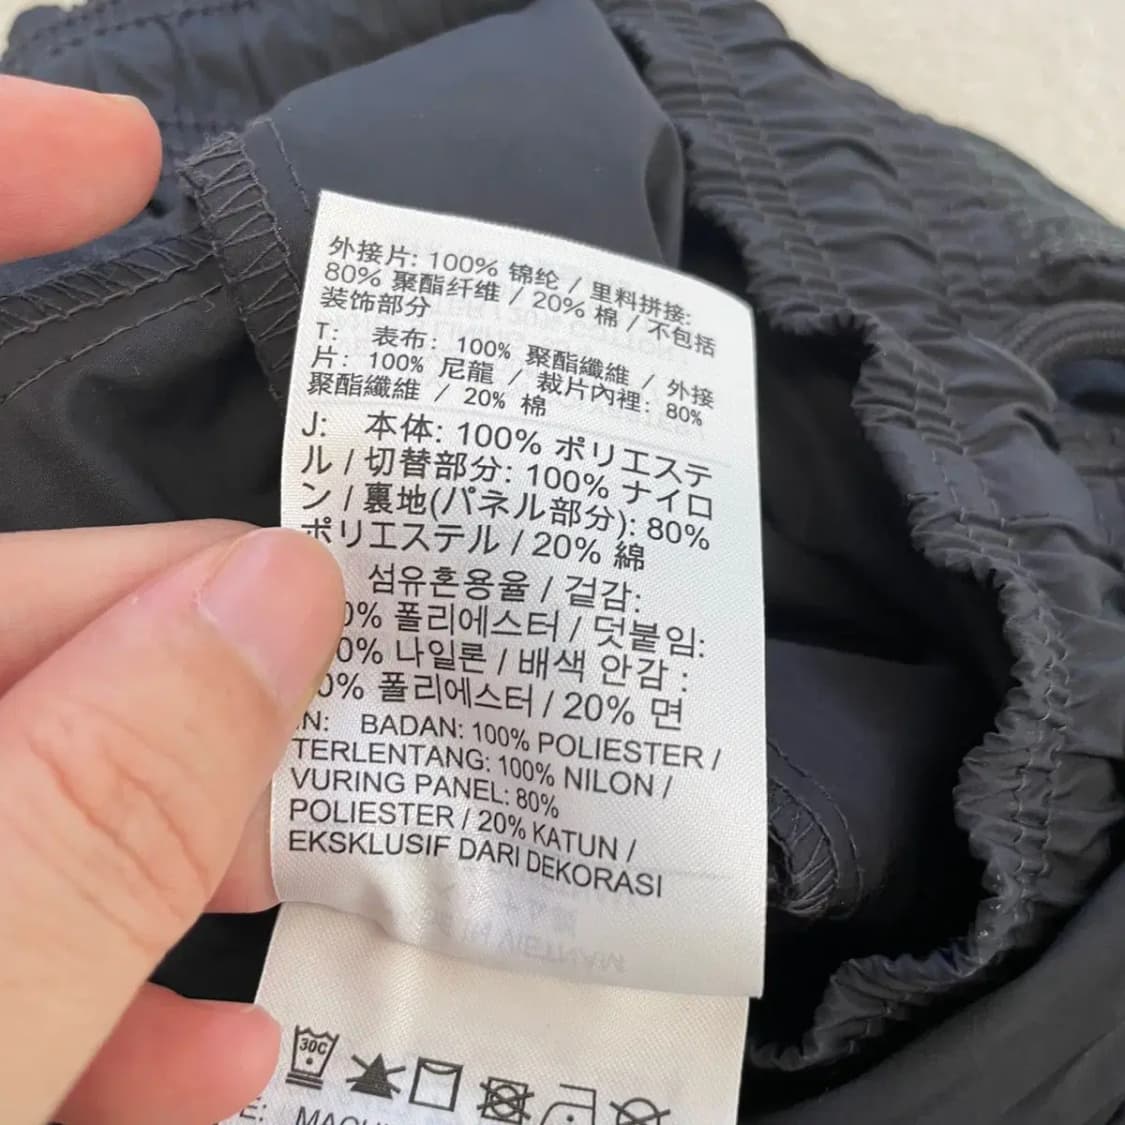 外接片: 100% 锦纶 / 里料拼接:
80% 聚酯纤维 / 20% 棉 / 不包括
装饰部分
T: 表布: 100% 聚酯纖維 / 外接
片: 100% 尼龍 / 裁片內裡: 80%
聚酯纖維 / 20% 棉
J: 本体: 100% ポリエステ
ル / 切替部分: 100% ナイロ
ン / 裏地(パネル部分): 80%
ポリエステル / 20% 綿
섬유혼용율 / 겉감:
0% 폴리에스터 / 덧붙임:
0% 나일론 / 배색 안감 :
0% 폴리에스터 / 20% 면
N: BADAN: 100% POLIESTER /
TERLENTANG: 100% NILON /
VURING PANEL: 80%
POLIESTER / 20% KATUN /
EKSKLUSIF DARI DEKORASI
30C
E: